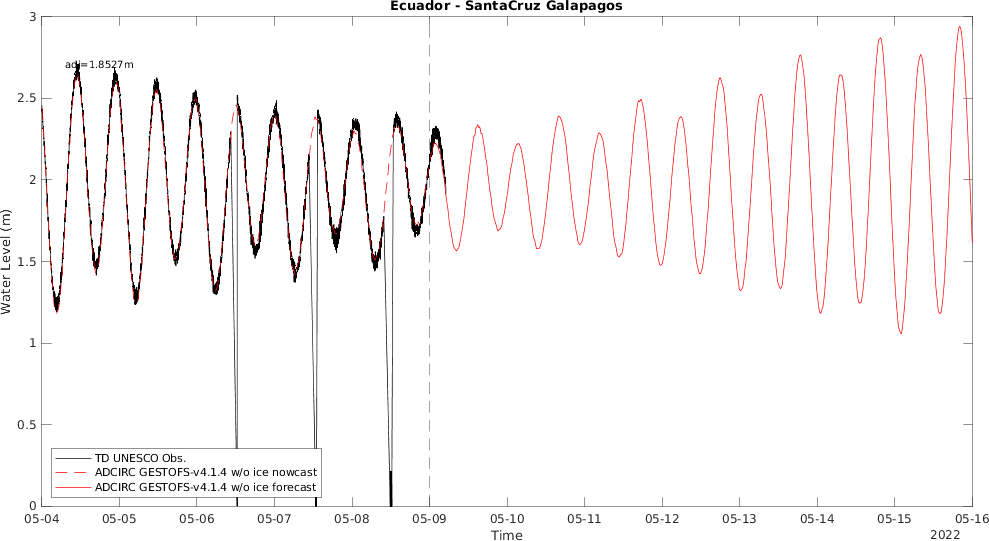 Ecuador - SantaCruz Galapagos
3
adj=1.8527m
2.5
2
1.5
1
0.5
0
Water Level (m)
TD UNESCO Obs.
ADCIRC GESTOFS-v4.1.4 w/o ice nowcast
ADCIRC GESTOFS-v4.1.4 w/o ice forecast
05-04 05-05 05-06 05-07 05-08 05-09 05-10 05-11 05-12 05-13 05-14 05-15 05-16
Time
2022